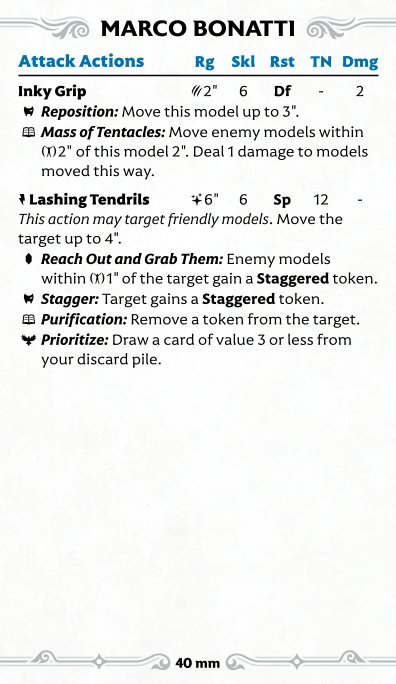 MARCO BONATTI
Attack Actions Rg Skl Rst TN Dmg
Inky Grip 2" 6 Df - 2
Reposition: Move this model up to 3".
Mass of Tentacles: Move enemy models within
2" of this model 2". Deal 1 damage to models
moved this way.
Lashing Tendrils 6" 6 Sp 12 -
This action may target friendly models. Move the
target up to 4".
Reach Out and Grab Them: Enemy models
within 1" of the target gain a Staggered token.
Stagger: Target gains a Staggered token.
Purification: Remove a token from the target.
Prioritize: Draw a card of value 3 or less from
your discard pile.
40 mm